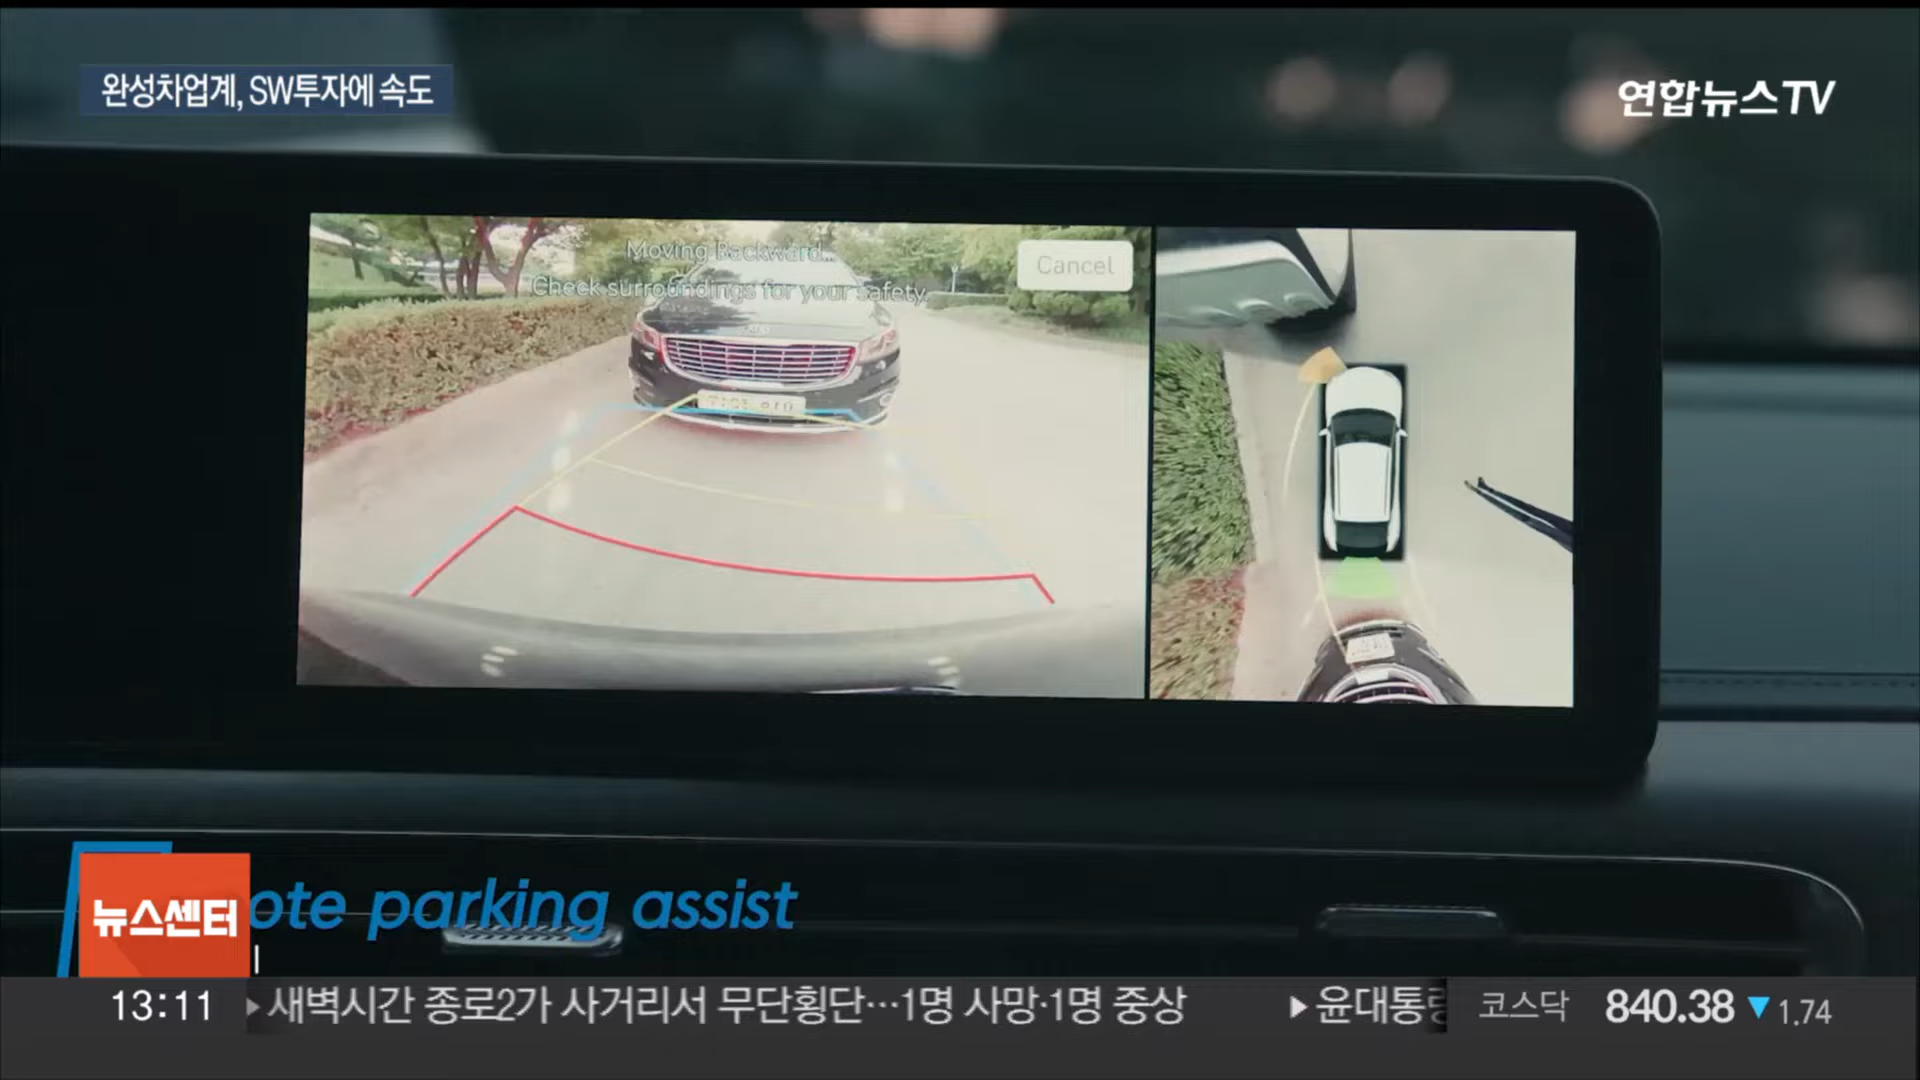 완성차업계, SW투자에 속도
연합뉴스TV
Moving Backward...
Check surroundings for your safety.
Cancel
ote parking assist
뉴스센터
13:11
▶새벽시간 종로2가 사거리서 무단횡단…1명 사망·1명 중상
▶윤대통령
코스닥 840.38 ▼1.74